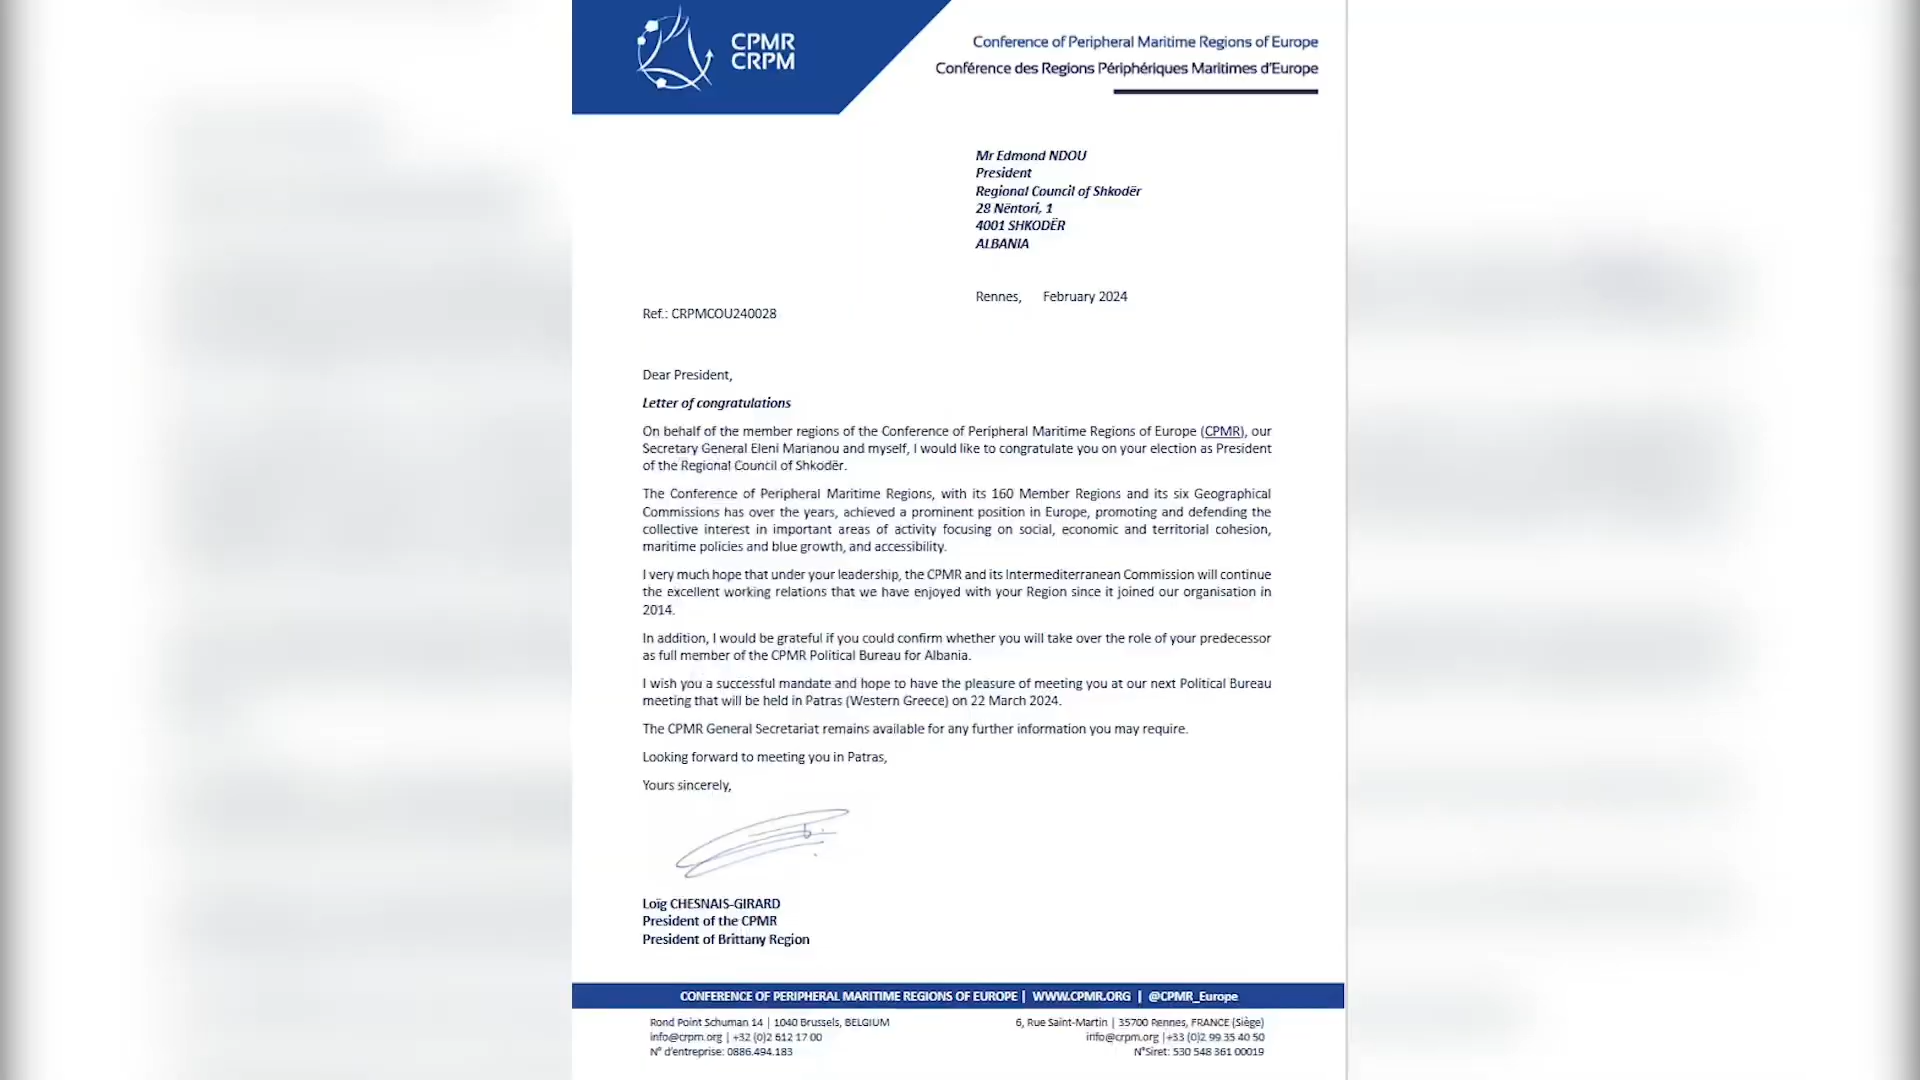 CPMR
CRPM
Conference of Peripheral Maritime Regions of Europe
Conférence des Regions Périphériques Maritimes d'Europe
Mr Edmond NDOU
President
Regional Council of Shkodër
28 Nëntori, 1
4001 SHKODËR
ALBANIA
Rennes, February 2024
Ref.: CRPMCOU240028
Dear President,
Letter of congratulations
On behalf of the member regions of the Conference of Peripheral Maritime Regions of Europe (CPMR), our
Secretary General Eleni Marianou and myself, I would like to congratulate you on your election as President
of the Regional Council of Shkodër.
The Conference of Peripheral Maritime Regions, with its 160 Member Regions and its six Geographical
Commissions has over the years, achieved a prominent position in Europe, promoting and defending the
collective interest in important areas of activity focusing on social, economic and territorial cohesion,
maritime policies and blue growth, and accessibility.
I very much hope that under your leadership, the CPMR and its Intermediterranean Commission will continue
the excellent working relations that we have enjoyed with your Region since it joined our organisation in
2014.
In addition, I would be grateful if you could confirm whether you will take over the role of your predecessor
as full member of the CPMR Political Bureau for Albania.
I wish you a successful mandate and hope to have the pleasure of meeting you at our next Political Bureau
meeting that will be held in Patras (Western Greece) on 22 March 2024.
The CPMR General Secretariat remains available for any further information you may require.
Looking forward to meeting you in Patras,
Yours sincerely,
Loïg CHESNAIS-GIRARD
President of the CPMR
President of Brittany Region
CONFERENCE OF PERIPHERAL MARITIME REGIONS OF EUROPE | WWW.CPMR.ORG | @CPMR_Europe
Rond Point Schuman 14 | 1040 Brussels, BELGIUM
info@crpm.org | +32 (0)2 612 17 00
N° d'entreprise: 0886.494.183
6, Rue Saint-Martin | 35700 Rennes, FRANCE (Siège)
info@crpm.org |+33 (0)2 99 35 40 50
N°Siret: 530 548 361 00019